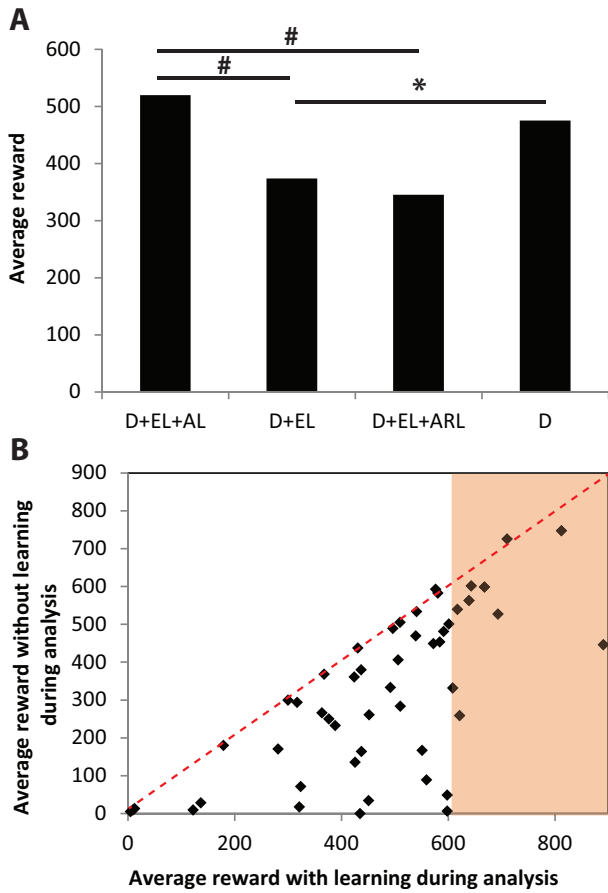 A
#
#
*
600
500
400
300
200
100
0
Average reward
D+EL+AL D+EL D+EL+ARL D
B
900
800
700
600
500
400
300
200
100
0
Average reward without learning
during analysis
0 200 400 600 800
Average reward with learning during analysis